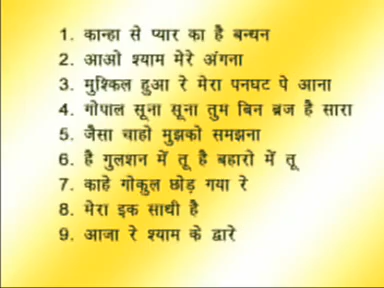 1. कान्हा से प्यार का है बन्धन
2. आओ श्याम मेरे अंगना
3. मुश्किल हुआ रे मेरा पनघट पे आना
4. गोपाल सूना सूना तुम बिन ब्रज है सारा
5. जैसा चाहो मुझको समझना
6. है गुलशन में तू है बहारो में तू
7. काहे गोकुल छोड़ गया रे
8. मेरा इक साथी है
9. आजा रे श्याम के द्वारे